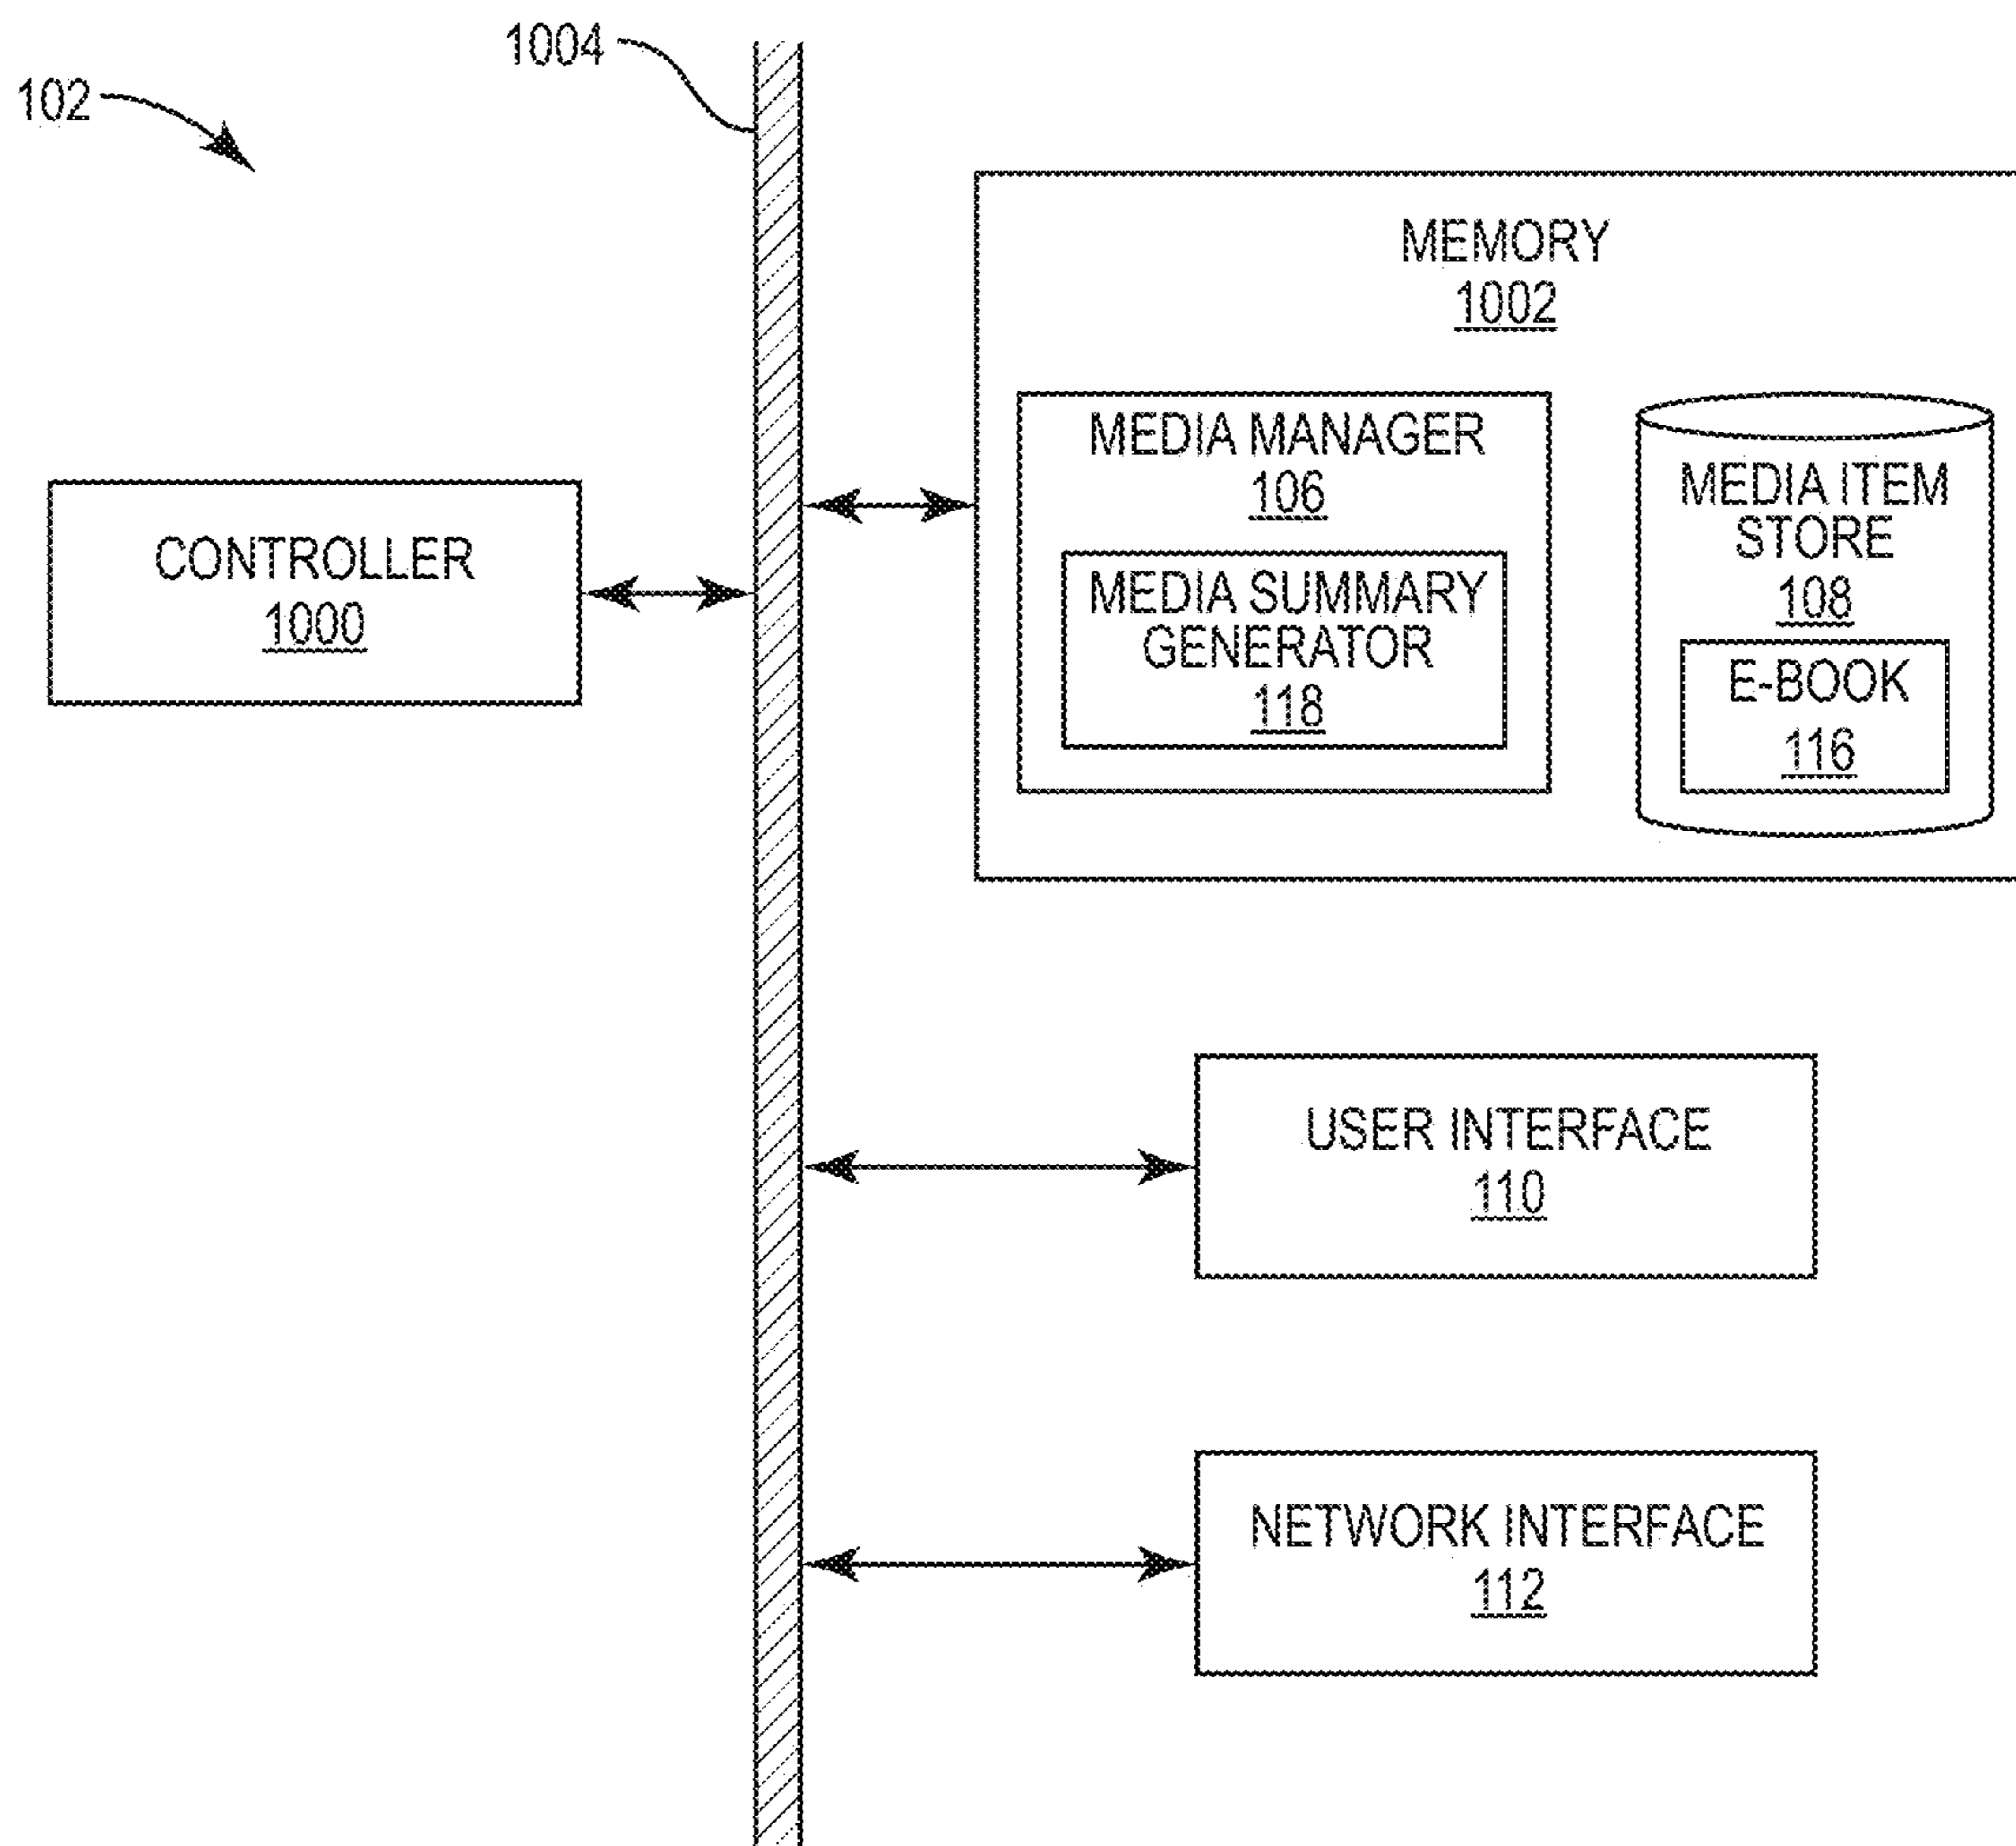 1004
102
MEMORY
1002
MEDIA MANAGER
106
MEDIA SUMMARY
GENERATOR
118
MEDIA ITEM
STORE
108
E-BOOK
116
CONTROLLER
1000
USER INTERFACE
110
NETWORK INTERFACE
112